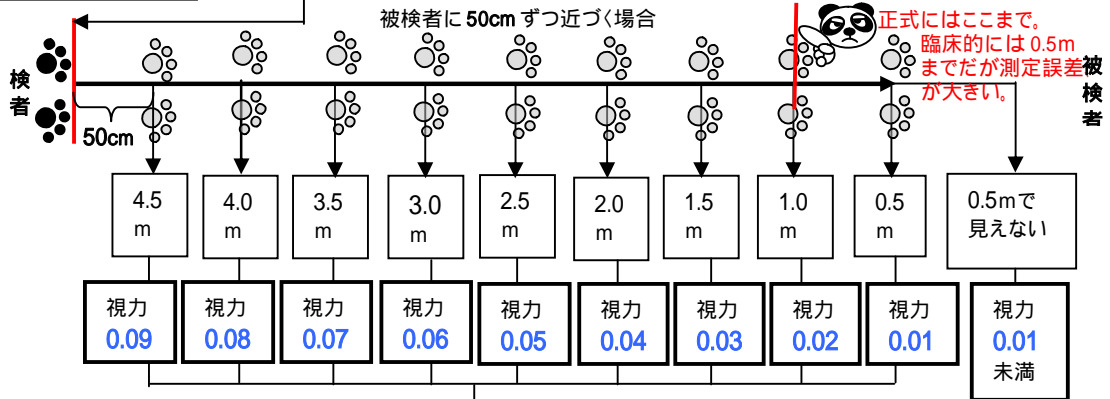 被検者に50cmずつ近づく場合
正式にはここまで。
臨床的には0.5m
までだが測定誤差
が大きい。
検者
被検者
50cm
4.5
m
4.0
m
3.5
m
3.0
m
2.5
m
2.0
m
1.5
m
1.0
m
0.5
m
0.5mで
見えない
視力
0.09
視力
0.08
視力
0.07
視力
0.06
視力
0.05
視力
0.04
視力
0.03
視力
0.02
視力
0.01
視力
0.01
未満